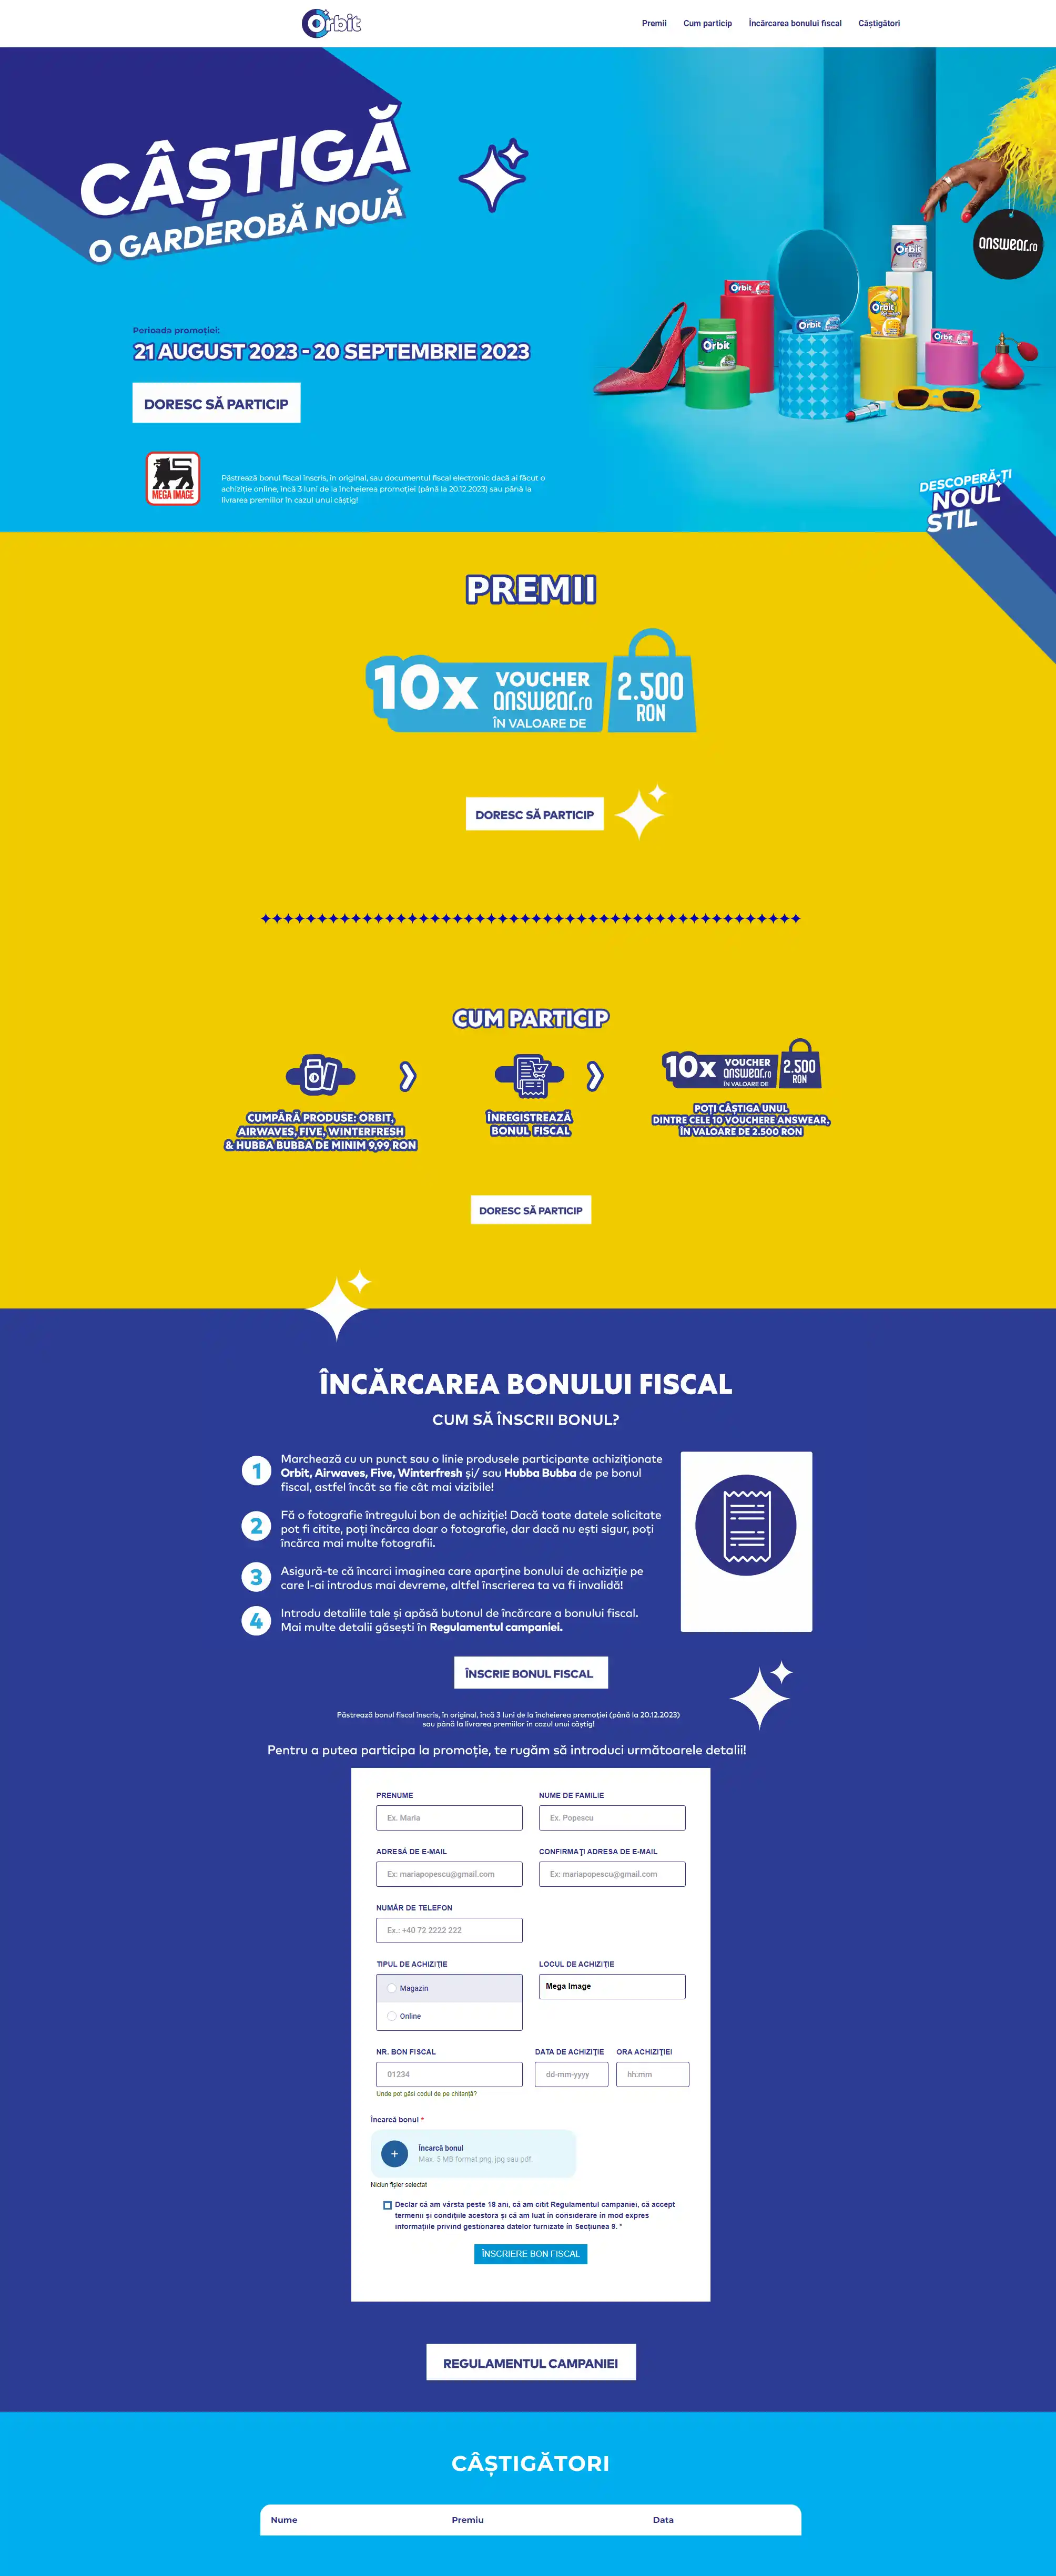 Orbit
Premii
Cum particip
Încărcarea bonului fiscal
Câștigători
CÂȘTIGĂ
O GARDEROBĂ NOUĂ
answear.ro
Orbit
Orbit
Orbit
Orbit
Orbit
Orbit
Perioada promoției:
21 AUGUST 2023 - 20 SEPTEMBRIE 2023
DORESC SĂ PARTICIP
MEGA IMAGE
Păstrează bonul fiscal înscris, în original, sau documentul fiscal electronic dacă ai făcut o
achiziție online, încă 3 luni de la încheierea promoției (până la 20.12.2023) sau până la
livrarea premiilor în cazul unui câștig!
DESCOPERĂ-ȚI
NOUL
STIL
PREMII
10x
VOUCHER
answear.ro
ÎN VALOARE DE
2.500
RON
DORESC SĂ PARTICIP
CUM PARTICIP
10x
VOUCHER
answear.ro
ÎN VALOARE DE
2.500
RON
CUMPĂRĂ PRODUSE: ORBIT,
AIRWAVES, FIVE, WINTERFRESH
& HUBBA BUBBA DE MINIM 9,99 RON
ÎNREGISTREAZĂ
BONUL FISCAL
POȚI CÂȘTIGA UNUL
DINTRE CELE 10 VOUCHERE ANSWEAR,
ÎN VALOARE DE 2.500 RON
DORESC SĂ PARTICIP
ÎNCĂRCAREA BONULUI FISCAL
CUM SĂ ÎNSCRII BONUL?
1
Marchează cu un punct sau o linie produsele participante achiziționate
Orbit, Airwaves, Five, Winterfresh și/ sau Hubba Bubba de pe bonul
fiscal, astfel încât sa fie cât mai vizibile!
2
Fă o fotografie întregului bon de achiziție! Dacă toate datele solicitate
pot fi citite, poți încărca doar o fotografie, dar dacă nu ești sigur, poți
încărca mai multe fotografii.
3
Asigură-te că încarci imaginea care aparține bonului de achiziție pe
care l-ai introdus mai devreme, altfel înscrierea ta va fi invalidă!
4
Introdu detaliile tale și apăsă butonul de încărcare a bonului fiscal.
Mai multe detalii găsești în Regulamentul campaniei.
ÎNSCRIE BONUL FISCAL
Păstrează bonul fiscal înscris, în original, încă 3 luni de la încheierea promoției (până la 20.12.2023)
sau până la livrarea premiilor în cazul unui câștig!
Pentru a putea participa la promoție, te rugăm să introduci următoarele detalii!
PRENUME
NUME DE FAMILIE
Ex. Maria
Ex. Popescu
ADRESĂ DE E-MAIL
CONFIRMAŢI ADRESA DE E-MAIL
Ex: mariapopescu@gmail.com
Ex: mariapopescu@gmail.com
NUMĂR DE TELEFON
Ex.: +40 72 2222 222
TIPUL DE ACHIZIŢIE
LOCUL DE ACHIZIŢIE
Magazin
Mega Image
Online
NR. BON FISCAL
DATA DE ACHIZIŢIE
ORA ACHIZIŢIEI
01234
dd-mm-yyyy
hh:mm
Unde pot găsi codul de pe chitanță?
Încarcă bonul *
Încarcă bonul
Max. 5 MB format png, jpg sau pdf.
Niciun fișier selectat
Declar că am vârsta peste 18 ani, că am citit Regulamentul campaniei, că accept
termenii și condițiile acestora și că am luat în considerare în mod expres
informațiile privind gestionarea datelor furnizate în Secțiunea 9. *
ÎNSCRIERE BON FISCAL
REGULAMENTUL CAMPANIEI
CÂȘTIGĂTORI
Nume
Premiu
Data